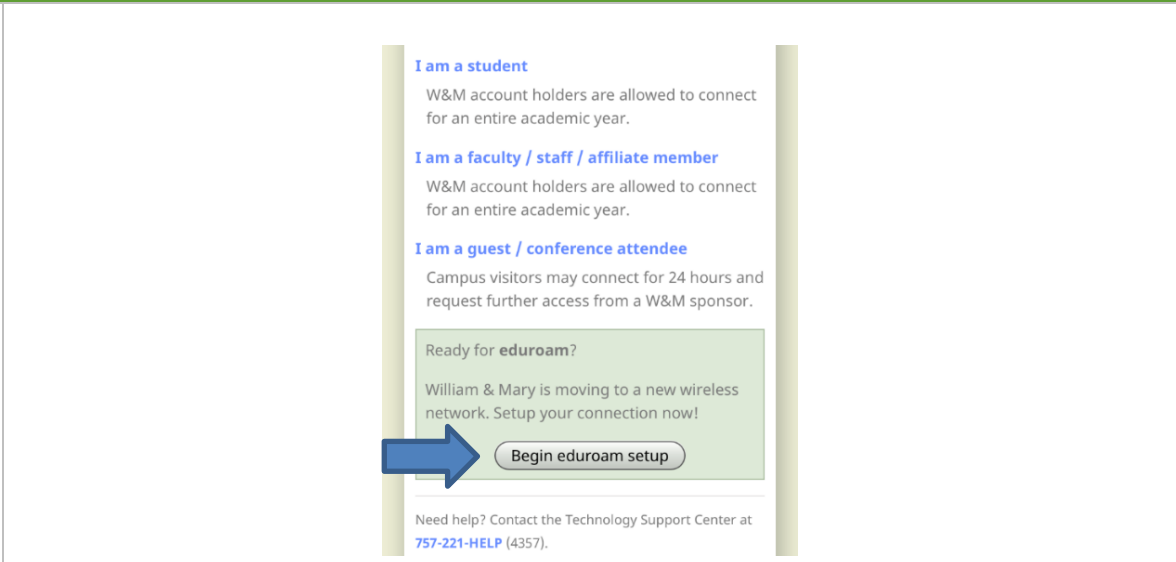 I am a student
W&M account holders are allowed to connect
for an entire academic year.
I am a faculty / staff / affiliate member
W&M account holders are allowed to connect
for an entire academic year.
I am a guest / conference attendee
Campus visitors may connect for 24 hours and
request further access from a W&M sponsor.
Ready for eduroam?
William & Mary is moving to a new wireless
network. Setup your connection now!
Begin eduroam setup
Need help? Contact the Technology Support Center at
757-221-HELP (4357).